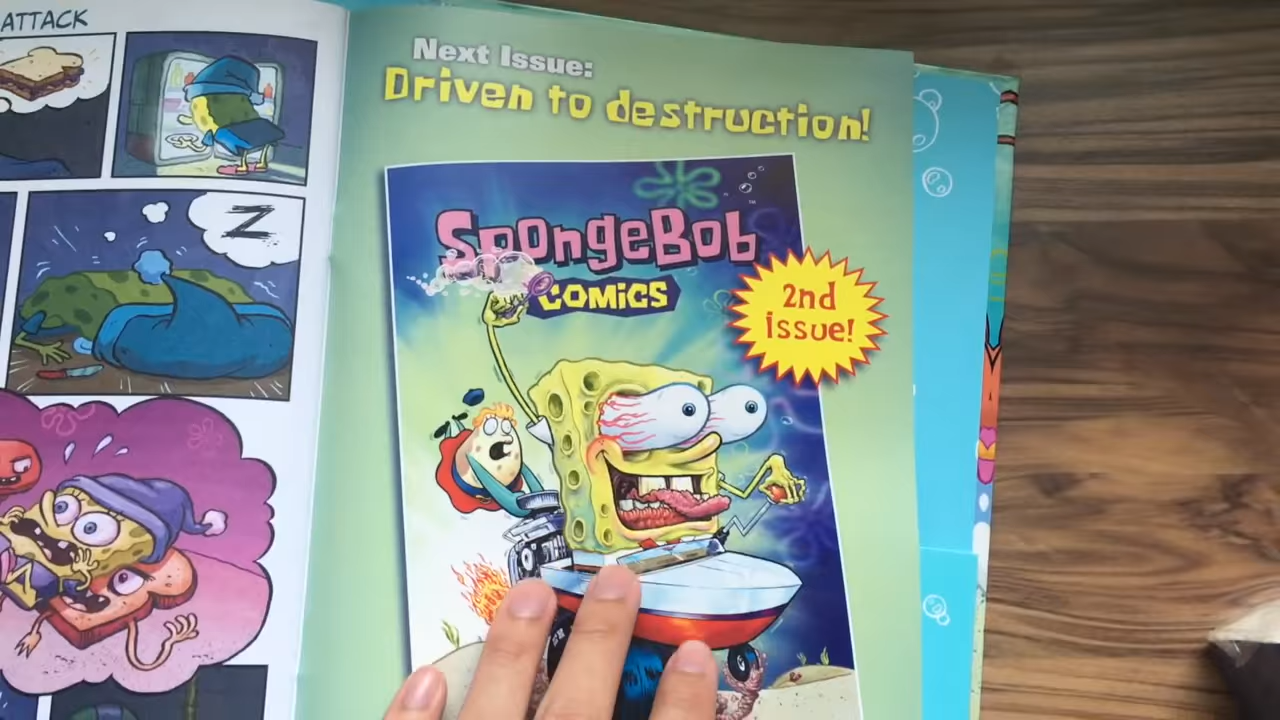 ATTACK
Z
Next Issue:
Driven to destruction!
SpongeBob
COMICS
2nd
issue!